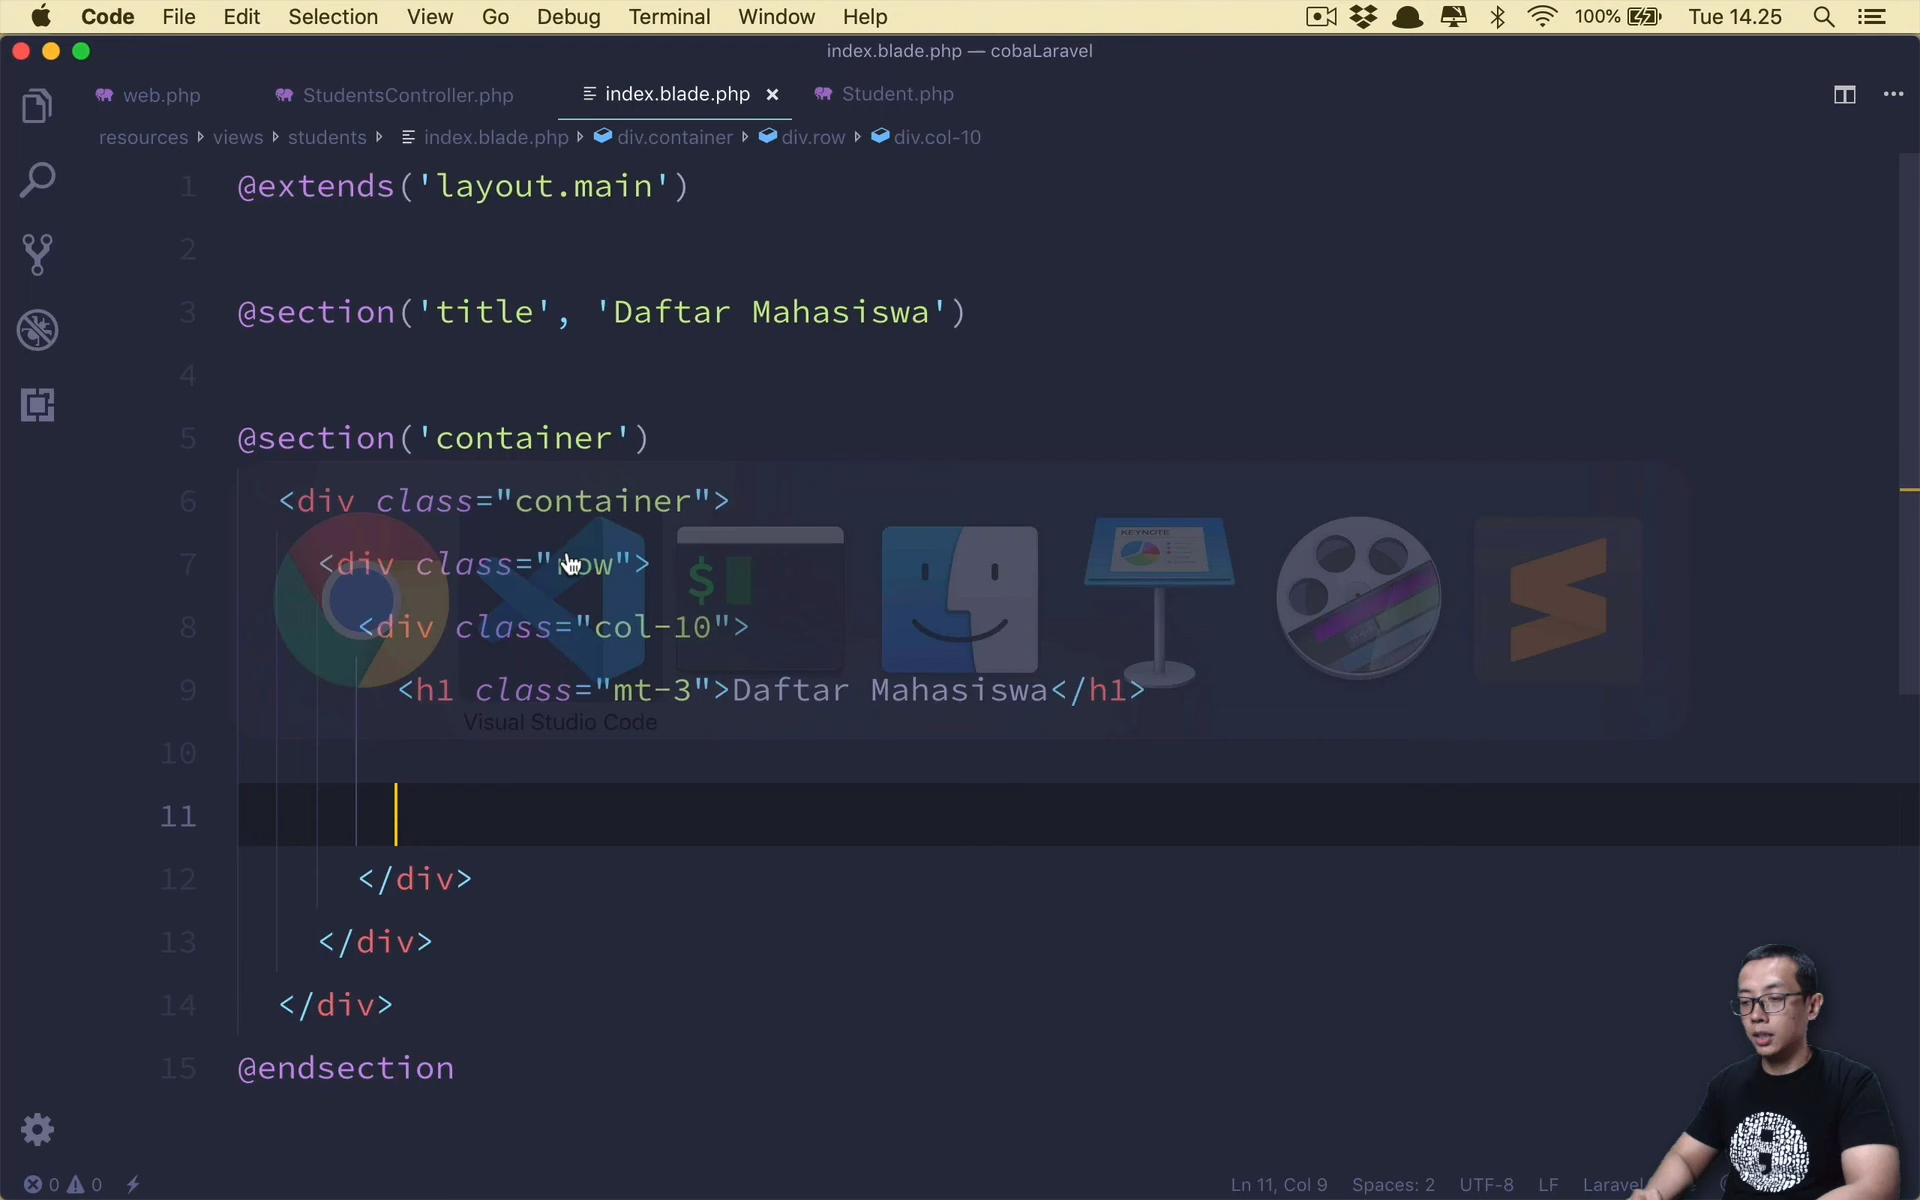 Code File Edit Selection View Go Debug Terminal Window Help 100% Tue 14.25
index.blade.php — cobaLaravel
web.php StudentsController.php index.blade.php Student.php
resources views students index.blade.php div.container div.row div.col-10
1 @extends('layout.main')
2
3 @section('title', 'Daftar Mahasiswa')
4
5 @section('container')
6 <div class="container">
7 <div class="row">
8 <div class="col-10">
9 <h1 class="mt-3">Daftar Mahasiswa</h1>
KEYNOTE
$
Visual Studio Code
10
11
12 </div>
13 </div>
14 </div>
15 @endsection
0 0 Ln 11, Col 9 Spaces: 2 UTF-8 LF Laravel